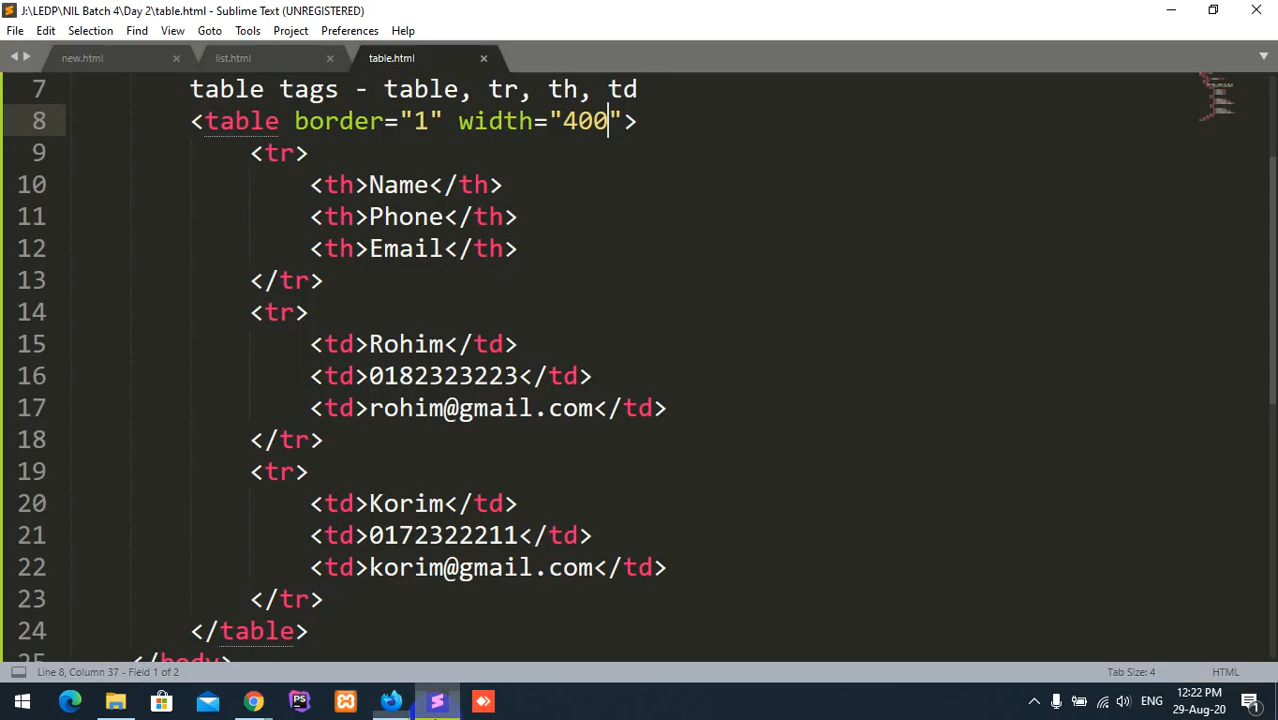 J:\LEDP\NIL Batch 4\Day 2\table.html - Sublime Text (UNREGISTERED)
File Edit Selection Find View Goto Tools Project Preferences Help
new.html × list.html × table.html ×
7 table tags - table, tr, th, td
8 <table border="1" width="400">
9 <tr>
10 <th>Name</th>
11 <th>Phone</th>
12 <th>Email</th>
13 </tr>
14 <tr>
15 <td>Rohim</td>
16 <td>0182323223</td>
17 <td>rohim@gmail.com</td>
18 </tr>
19 <tr>
20 <td>Korim</td>
21 <td>0172322211</td>
22 <td>korim@gmail.com</td>
23 </tr>
24 </table>
25 </body>
Line 8, Column 37 - Field 1 of 2 Tab Size: 4 HTML
PS
ENG
12:22 PM
29-Aug-20
1